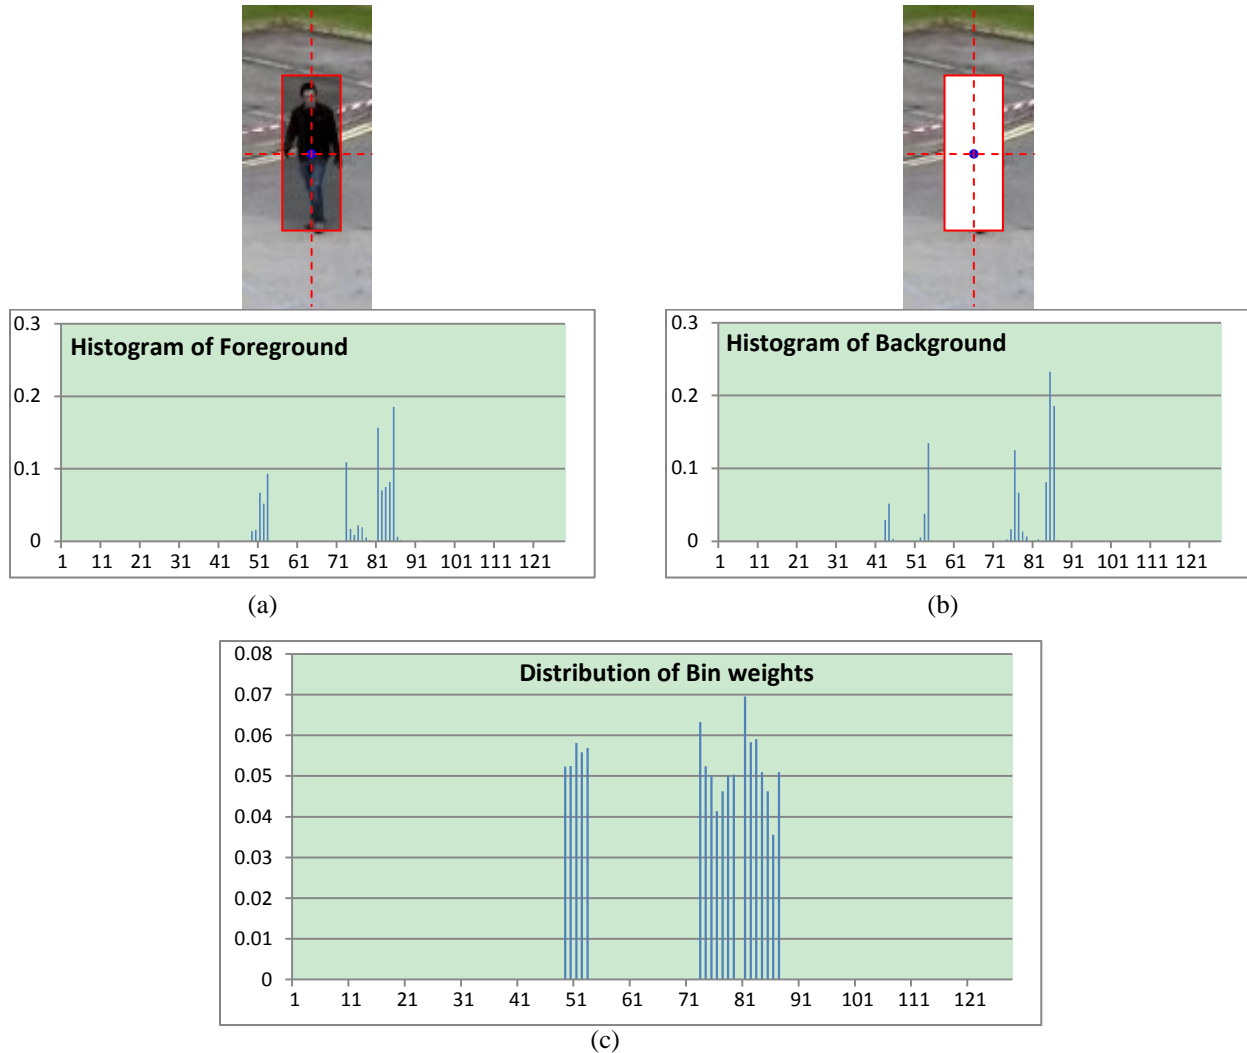 0.3
Histogram of Foreground
0.2
0.1
0
1 11 21 31 41 51 61 71 81 91 101 111 121
(a)
0.3
Histogram of Background
0.2
0.1
0
1 11 21 31 41 51 61 71 81 91 101 111 121
(b)
0.08
Distribution of Bin weights
0.07
0.06
0.05
0.04
0.03
0.02
0.01
0
1 11 21 31 41 51 61 71 81 91 101 111 121
(c)